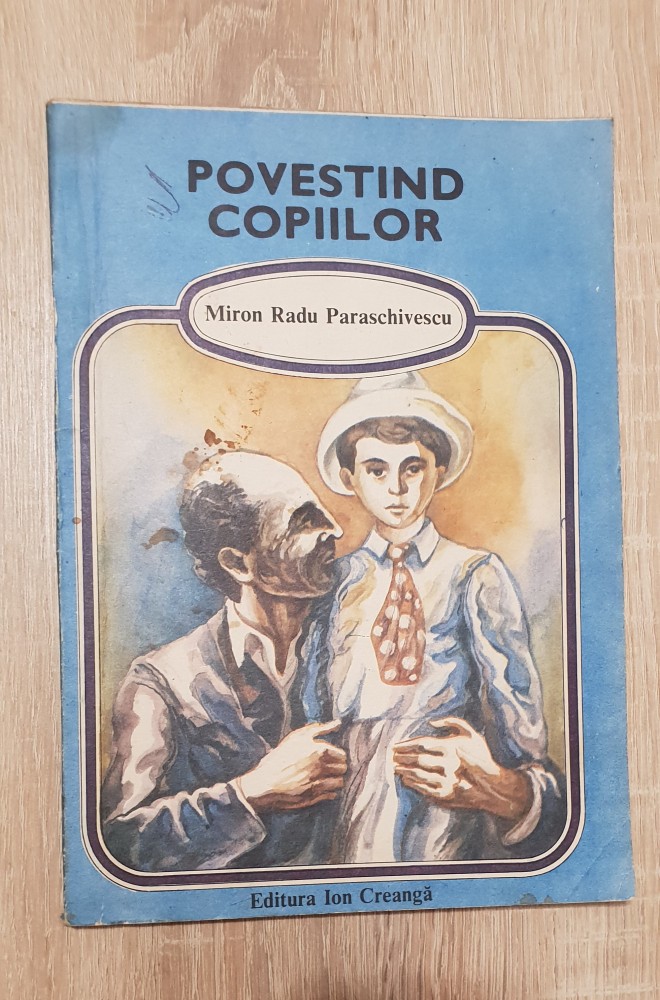 POVESTIND
COPIILOR
Miron Radu Paraschivescu
Editura Ion Creangă